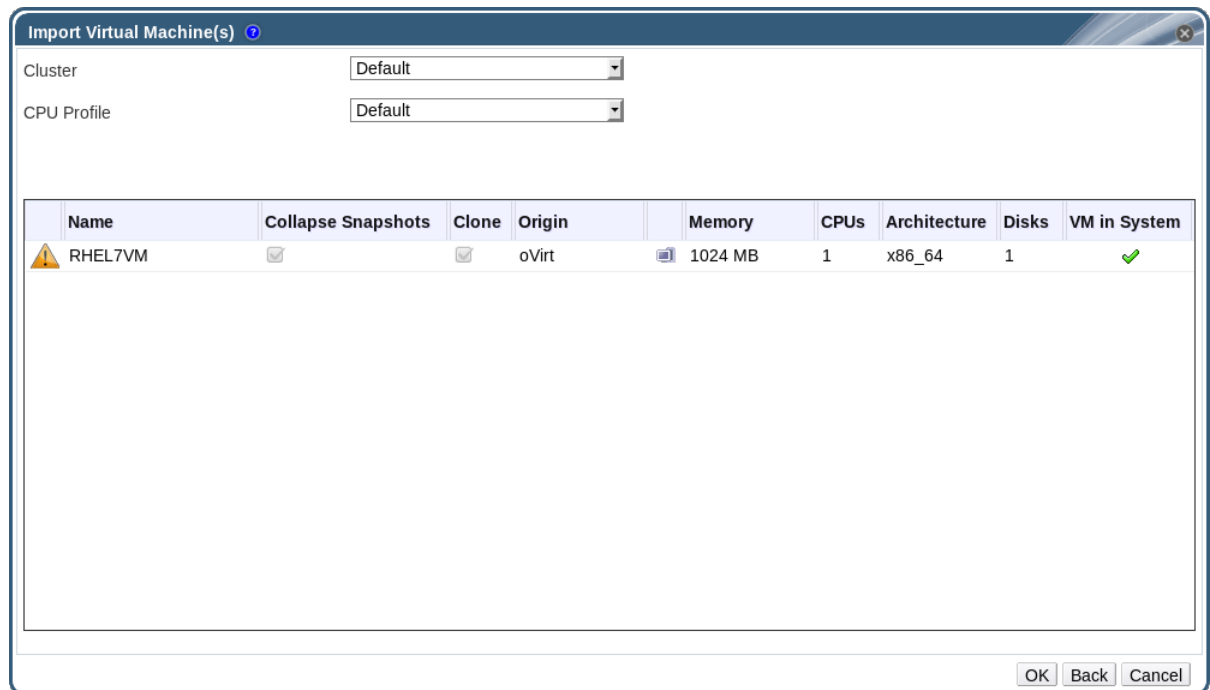 Import Virtual Machine(s) ?
Cluster Default
CPU Profile Default
Name Collapse Snapshots Clone Origin Memory CPUs Architecture Disks VM in System
RHEL7VM oVirt 1024 MB 1 x86_64 1
OK Back Cancel